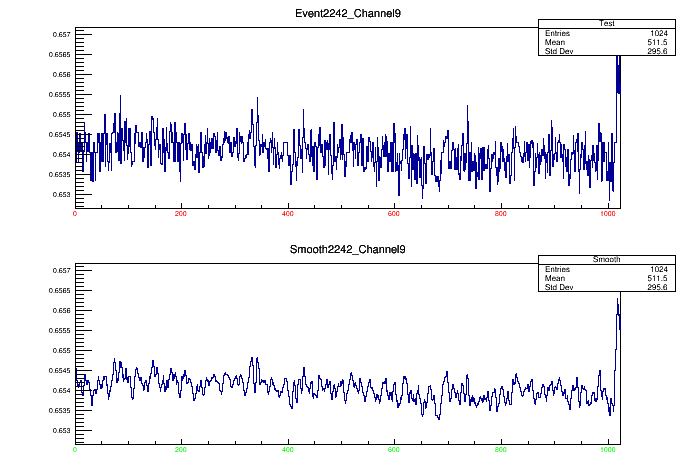 Event2242_Channel9
Test
Entries 1024
Mean 511.5
Std Dev 295.6
0.657
0.6565
0.656
0.6555
0.655
0.6545
0.654
0.6535
0.653
0 200 400 600 800 1000
Smooth2242_Channel9
Smooth
Entries 1024
Mean 511.5
Std Dev 295.6
0.657
0.6565
0.656
0.6555
0.655
0.6545
0.654
0.6535
0.653
0 200 400 600 800 1000